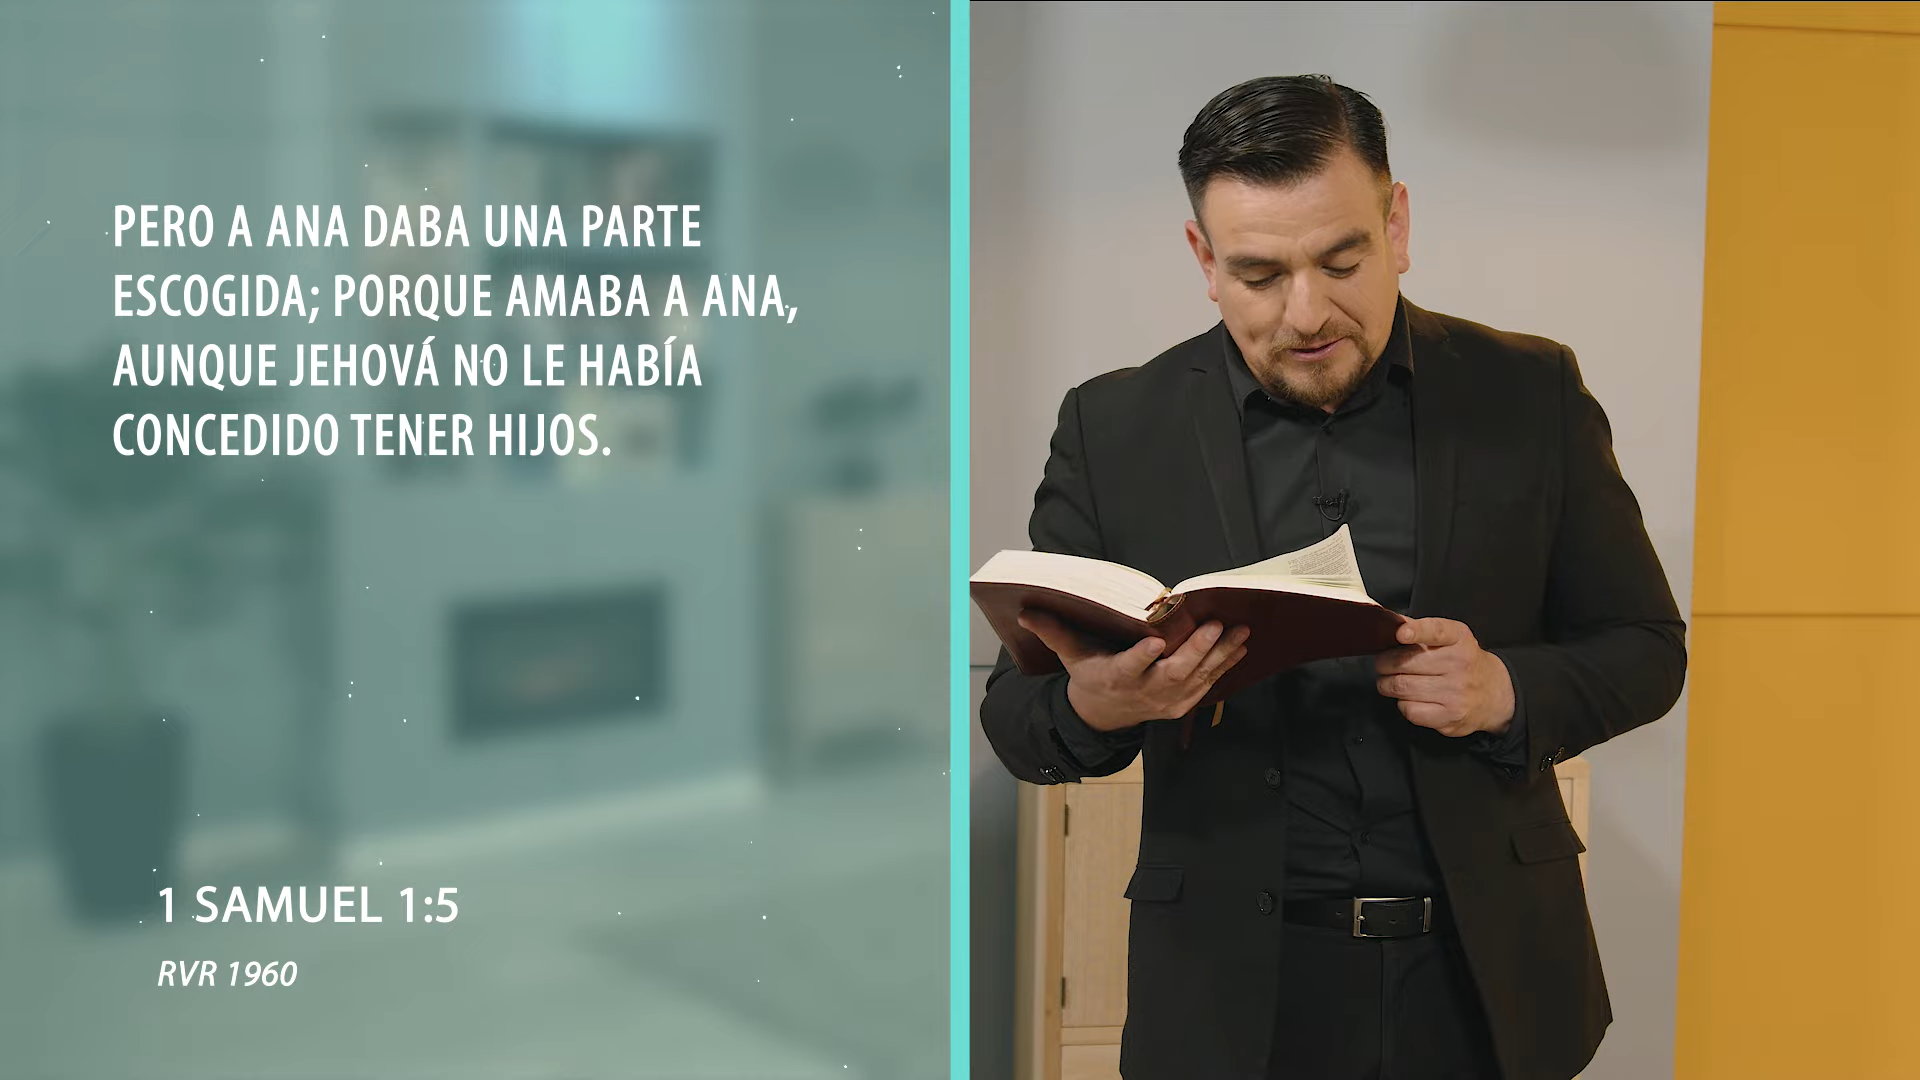 PERO A ANA DABA UNA PARTE
ESCOGIDA; PORQUE AMABA A ANA,
AUNQUE JEHOVÁ NO LE HABÍA
CONCEDIDO TENER HIJOS.
1 SAMUEL 1:5
RVR 1960